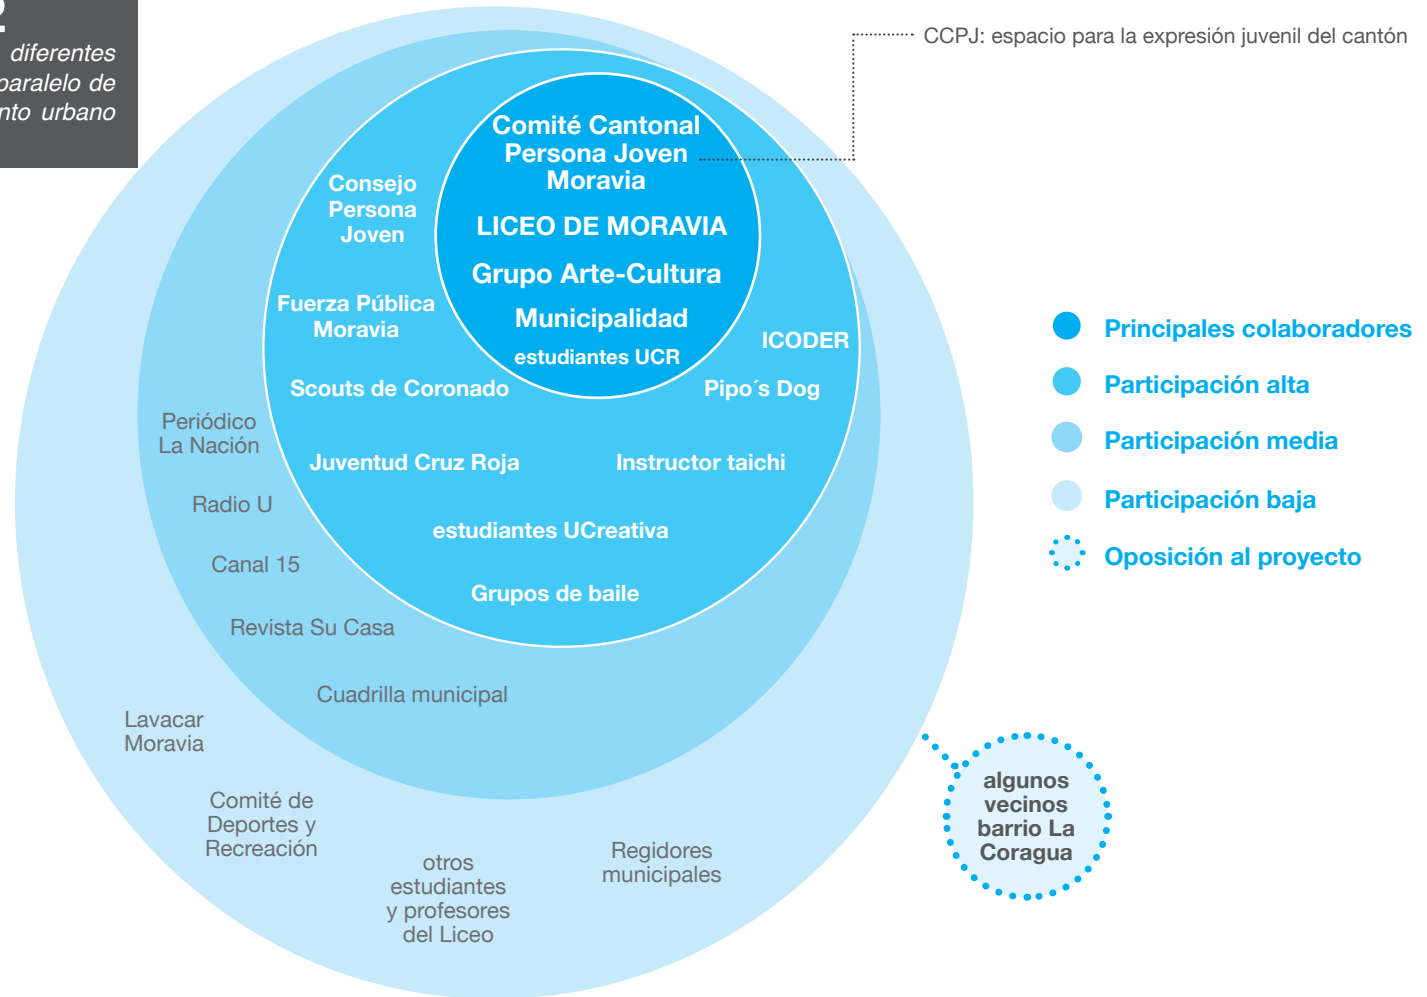 2
diferentes
paralelo de
nto urbano
CCPJ: espacio para la expresión juvenil del cantón
Comité Cantonal
Persona Joven
Moravia
LICEO DE MORAVIA
Grupo Arte-Cultura
Municipalidad
estudiantes UCR
Consejo
Persona
Joven
Fuerza Pública
Moravia
ICODER
Scouts de Coronado
Pipo´s Dog
Juventud Cruz Roja
Instructor taichi
estudiantes UCreativa
Grupos de baile
Periódico
La Nación
Radio U
Canal 15
Revista Su Casa
Cuadrilla municipal
Lavacar
Moravia
Comité de
Deportes y
Recreación
otros
estudiantes
y profesores
del Liceo
Regidores
municipales
algunos
vecinos
barrio La
Coragua
Principales colaboradores
Participación alta
Participación media
Participación baja
Oposición al proyecto